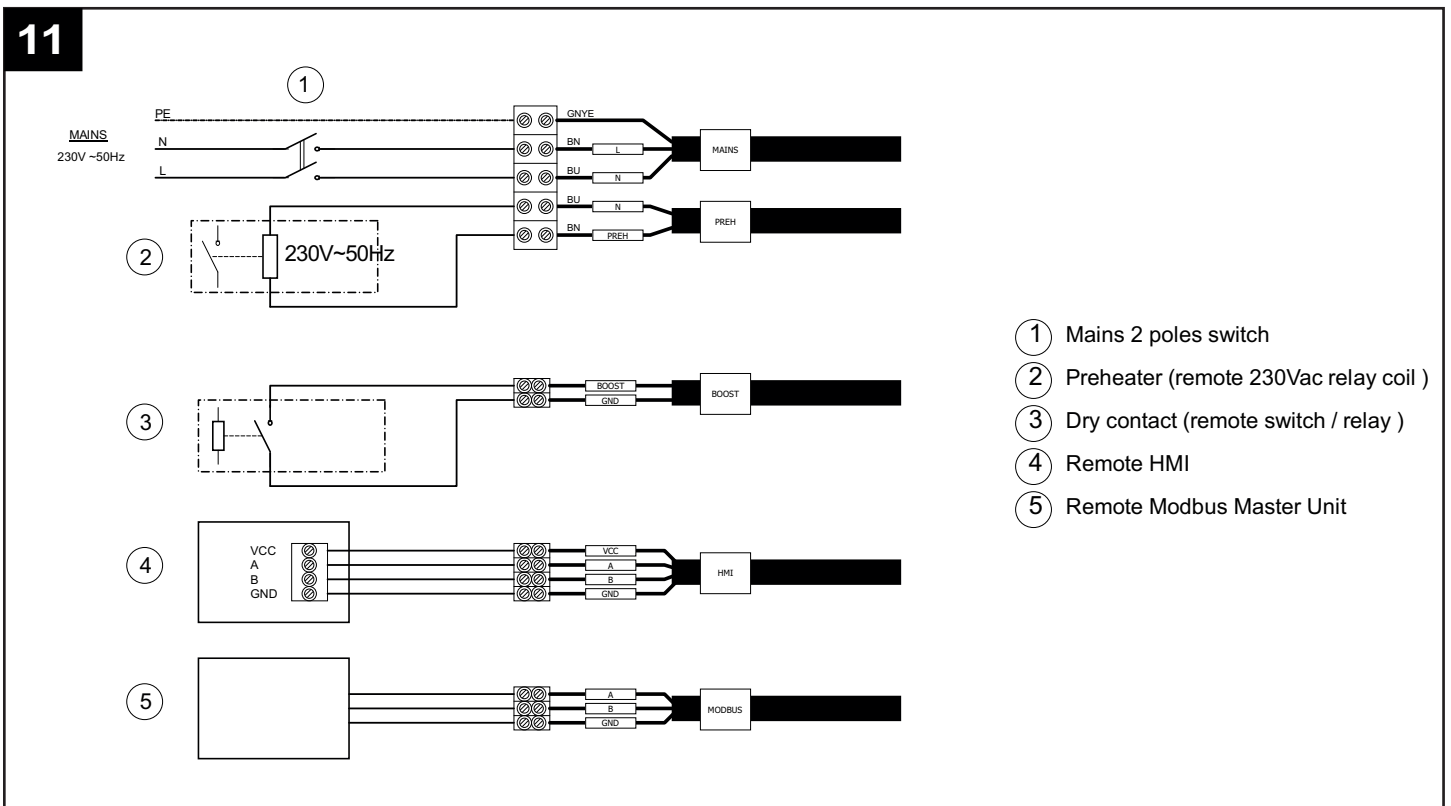 11
1
PE
GNYE
MAINS
230V ~50Hz
N
BN
L
MAINS
L
BU
N
BU
N
PREH
2
230V~50Hz
BN
PREH
1 Mains 2 poles switch
2 Preheater (remote 230Vac relay coil )
3 Dry contact (remote switch / relay )
4 Remote HMI
5 Remote Modbus Master Unit
3
BOOST
GND
BOOST
4
VCC
A
B
GND
VCC
A
B
GND
HMI
5
A
B
GND
MODBUS